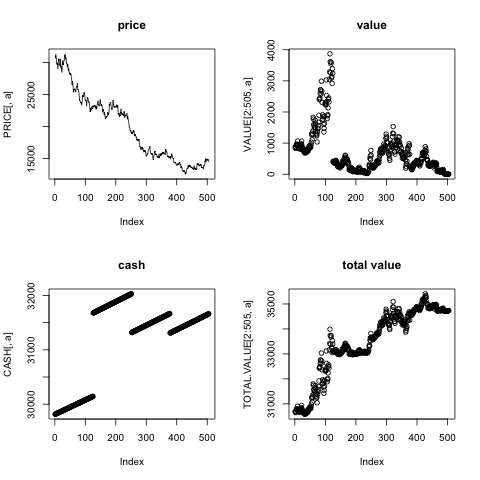 price
PRICE[, a]
15000 25000
0 100 200 300 400 500
Index
value
VALUE[2:505, a]
0 1000 2000 3000 4000
0 100 200 300 400 500
Index
cash
CASH[, a]
30000 31000 32000
0 100 200 300 400 500
Index
total value
TOTAL.VALUE[2:505, a]
31000 33000 35000
0 100 200 300 400 500
Index